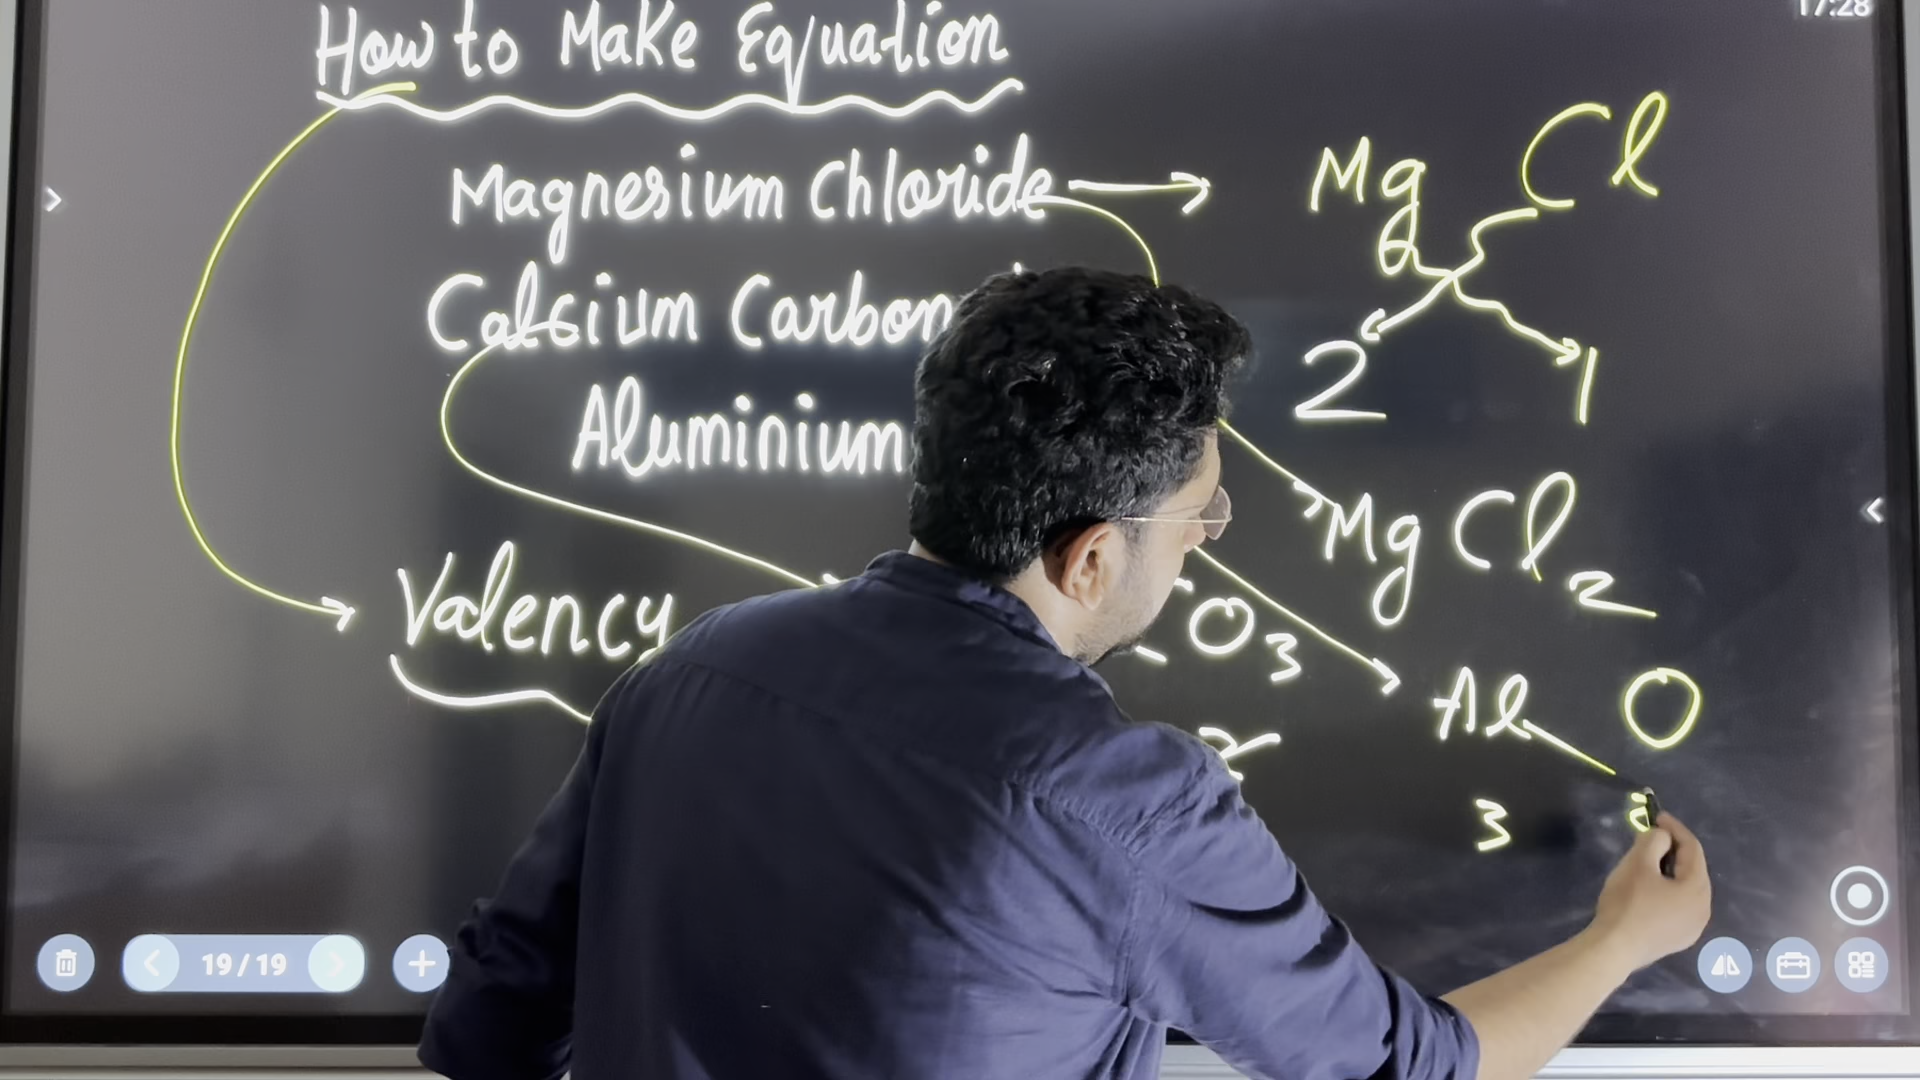 17:28
How to Make Equation
Magnesium Chloride → Mg Cl
2 1
Calcium Carbon
Aluminium
Mg Cl2
Valency
O3
Al O
3
19/19